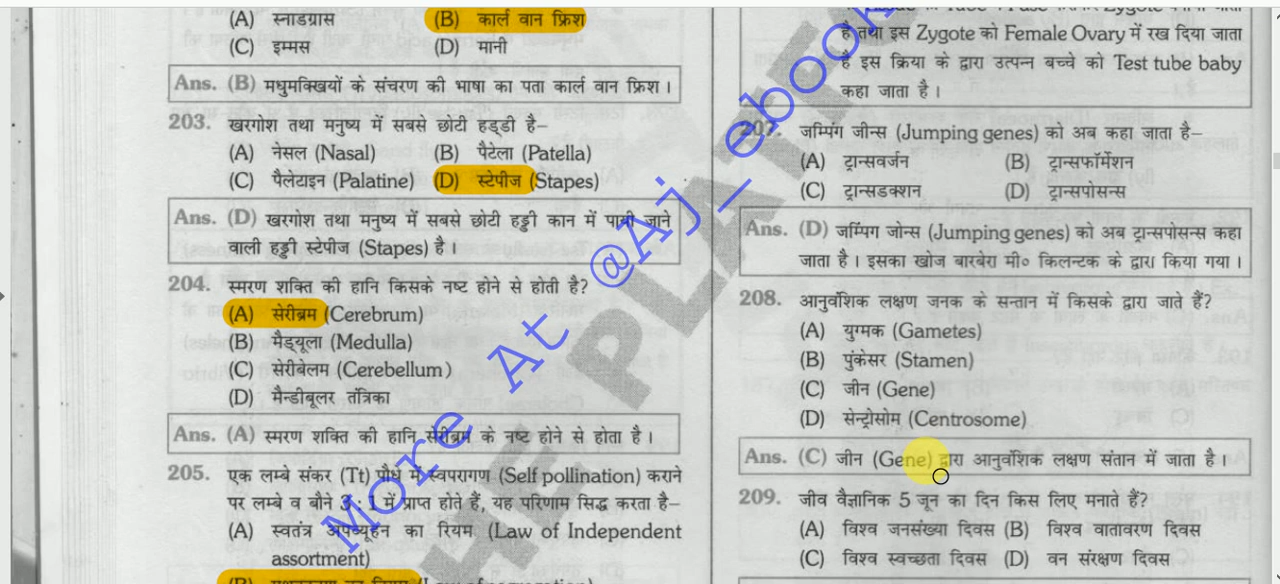 (A) स्नाडग्रास (B) कार्ल वान फ्रिश
(C) इम्मस (D) मानी
Ans. (B) मधुमक्खियों के संचरण की भाषा का पता कार्ल वान फ्रिश।
203. खरगोश तथा मनुष्य में सबसे छोटी हड्डी है–
(A) नेसल (Nasal) (B) पैटेला (Patella)
(C) पैलेटाइन (Palatine) (D) स्टेपीज (Stapes)
Ans. (D) खरगोश तथा मनुष्य में सबसे छोटी हड्डी कान में पायी जाने
वाली हड्डी स्टेपीज (Stapes) है।
204. स्मरण शक्ति की हानि किसके नष्ट होने से होती है?
(A) सेरीब्रम (Cerebrum)
(B) मैड्यूला (Medulla)
(C) सेरीबेलम (Cerebellum)
(D) मैन्डीबूलर तंत्रिका
Ans. (A) स्मरण शक्ति की हानि सेरीब्रम के नष्ट होने से होता है।
205. एक लम्बे संकर (Tt) पौधे में स्वपरागण (Self pollination) कराने
पर लम्बे व बौने 3 : 1 में प्राप्त होते हैं, यह परिणाम सिद्ध करता है–
(A) स्वतंत्र अपव्यूहन का रियम (Law of Independent
assortment)
(B)
है तथा इस Zygote को Female Ovary में रख दिया जाता
है इस क्रिया के द्वारा उत्पन्न बच्चे को Test tube baby
कहा जाता है।
207. जम्पिंग जीन्स (Jumping genes) को अब कहा जाता है–
(A) ट्रान्सवर्जन (B) ट्रान्सफॉर्मेशन
(C) ट्रान्सडक्शन (D) ट्रान्सपोसन्स
Ans. (D) जम्पिग जोन्स (Jumping genes) को अब ट्रान्सपोसन्स कहा
जाता है। इसका खोज बारबेरा मी० किलन्टक के द्वारा किया गया।
208. आनुवंशिक लक्षण जनक के सन्तान में किसके द्वारा जाते हैं?
(A) युग्मक (Gametes)
(B) पुंकेसर (Stamen)
(C) जीन (Gene)
(D) सेन्ट्रोसोम (Centrosome)
Ans. (C) जीन (Gene) द्वारा आनुवंशिक लक्षण संतान में जाता है।
209. जीव वैज्ञानिक 5 जून का दिन किस लिए मनाते हैं?
(A) विश्व जनसंख्या दिवस (B) विश्व वातावरण दिवस
(C) विश्व स्वच्छता दिवस (D) वन संरक्षण दिवस
More At @Aj_ebook